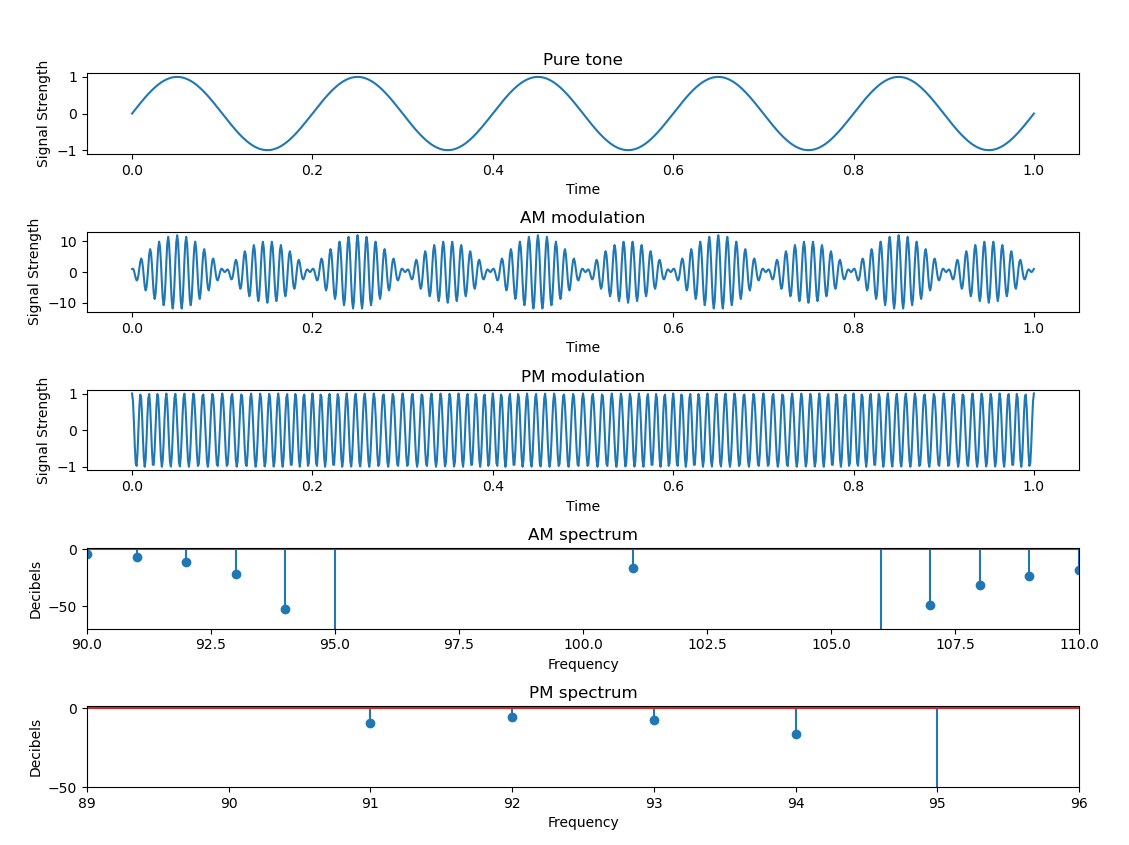 Pure tone
Signal Strength
1
0
−1
0.0 0.2 0.4 0.6 0.8 1.0
Time
AM modulation
Signal Strength
10
0
−10
0.0 0.2 0.4 0.6 0.8 1.0
Time
PM modulation
Signal Strength
1
0
−1
0.0 0.2 0.4 0.6 0.8 1.0
Time
AM spectrum
Decibels
0
−50
90.0 92.5 95.0 97.5 100.0 102.5 105.0 107.5 110.0
Frequency
PM spectrum
Decibels
0
−50
89 90 91 92 93 94 95 96
Frequency